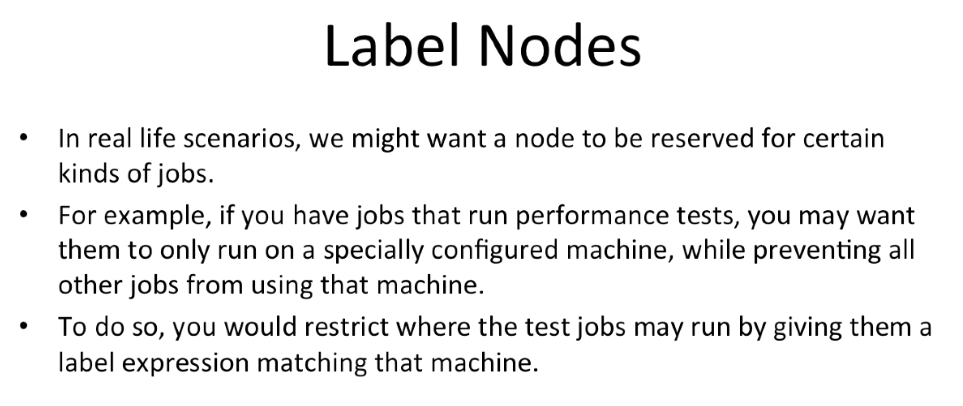 Label Nodes
• In real life scenarios, we might want a node to be reserved for certain
kinds of jobs.
• For example, if you have jobs that run performance tests, you may want
them to only run on a specially configured machine, while preventing all
other jobs from using that machine.
• To do so, you would restrict where the test jobs may run by giving them a
label expression matching that machine.